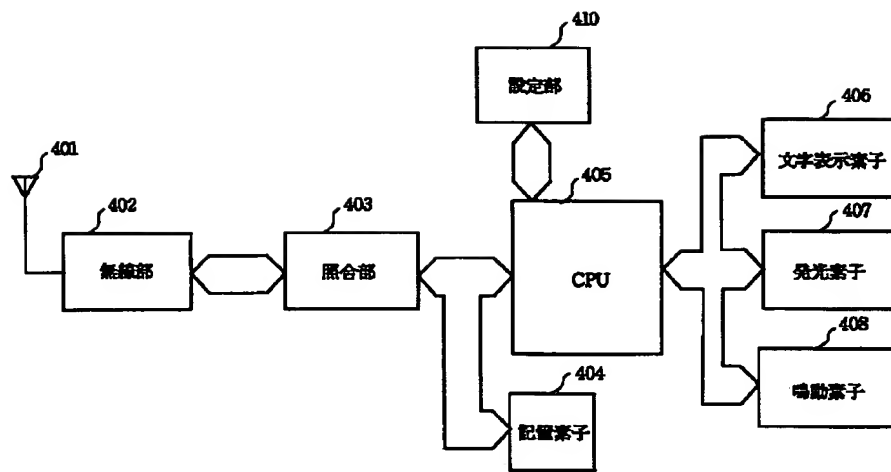 410
設定部
401
402
無線部
403
照合部
405
CPU
406
文字表示素子
407
発光素子
408
鳴動素子
404
記憶素子